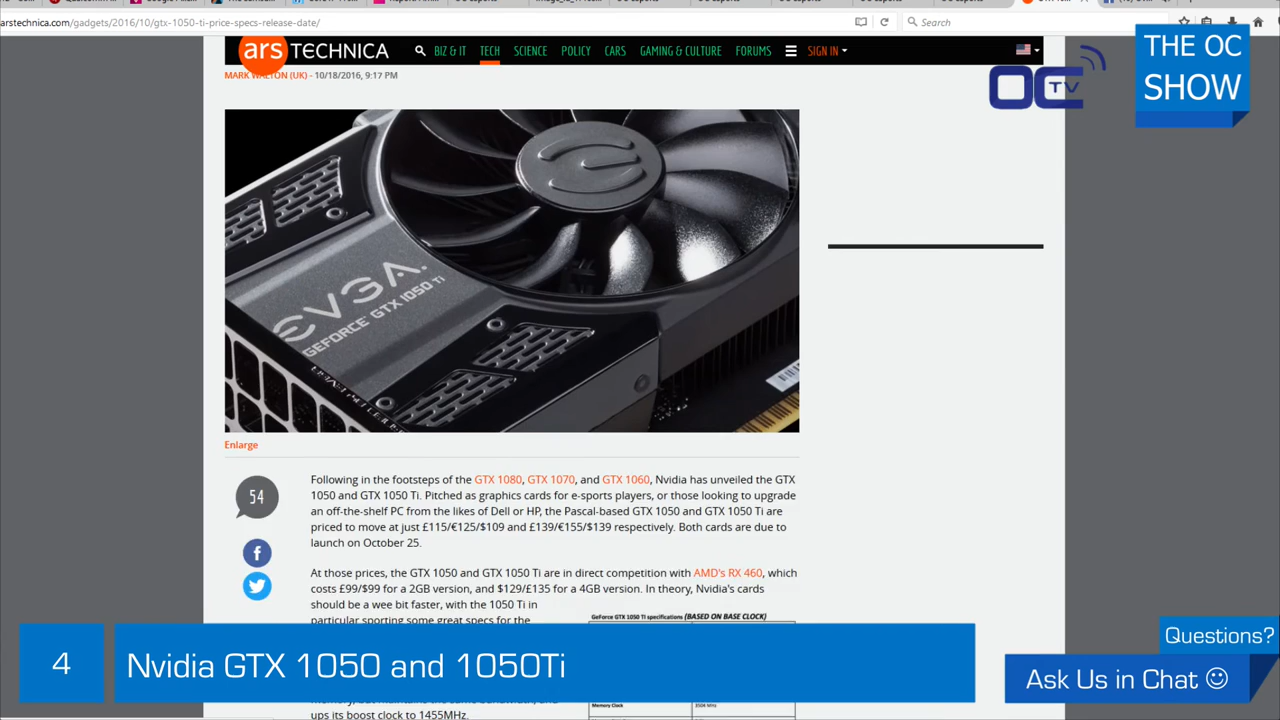 arstechnica.com/gadgets/2016/10/gtx-1050-ti-price-specs-release-date/
Search
ars TECHNICA
BIZ & IT TECH SCIENCE POLICY CARS GAMING & CULTURE FORUMS SIGN IN
THE OC
SHOW
OC TV
MARK WALTON (UK) - 10/18/2016, 9:17 PM
EVGA
GEFORCE GTX 1050 Ti
Enlarge
54
Following in the footsteps of the GTX 1080, GTX 1070, and GTX 1060, Nvidia has unveiled the GTX
1050 and GTX 1050 Ti. Pitched as graphics cards for e-sports players, or those looking to upgrade
an off-the-shelf PC from the likes of Dell or HP, the Pascal-based GTX 1050 and GTX 1050 Ti are
priced to move at just £115/€125/$109 and £139/€155/$139 respectively. Both cards are due to
launch on October 25.
At those prices, the GTX 1050 and GTX 1050 Ti are in direct competition with AMD's RX 460, which
costs £99/$99 for a 2GB version, and $129/£135 for a 4GB version. In theory, Nvidia's cards
should be a wee bit faster, with the 1050 Ti in
particular sporting some great specs for the
GeForce GTX 1050 TI specifications (BASED ON BASE CLOCK)
4
Nvidia GTX 1050 and 1050Ti
Questions?
Ask Us in Chat ☺
Memory Clock
ups its boost clock to 1455MHz.